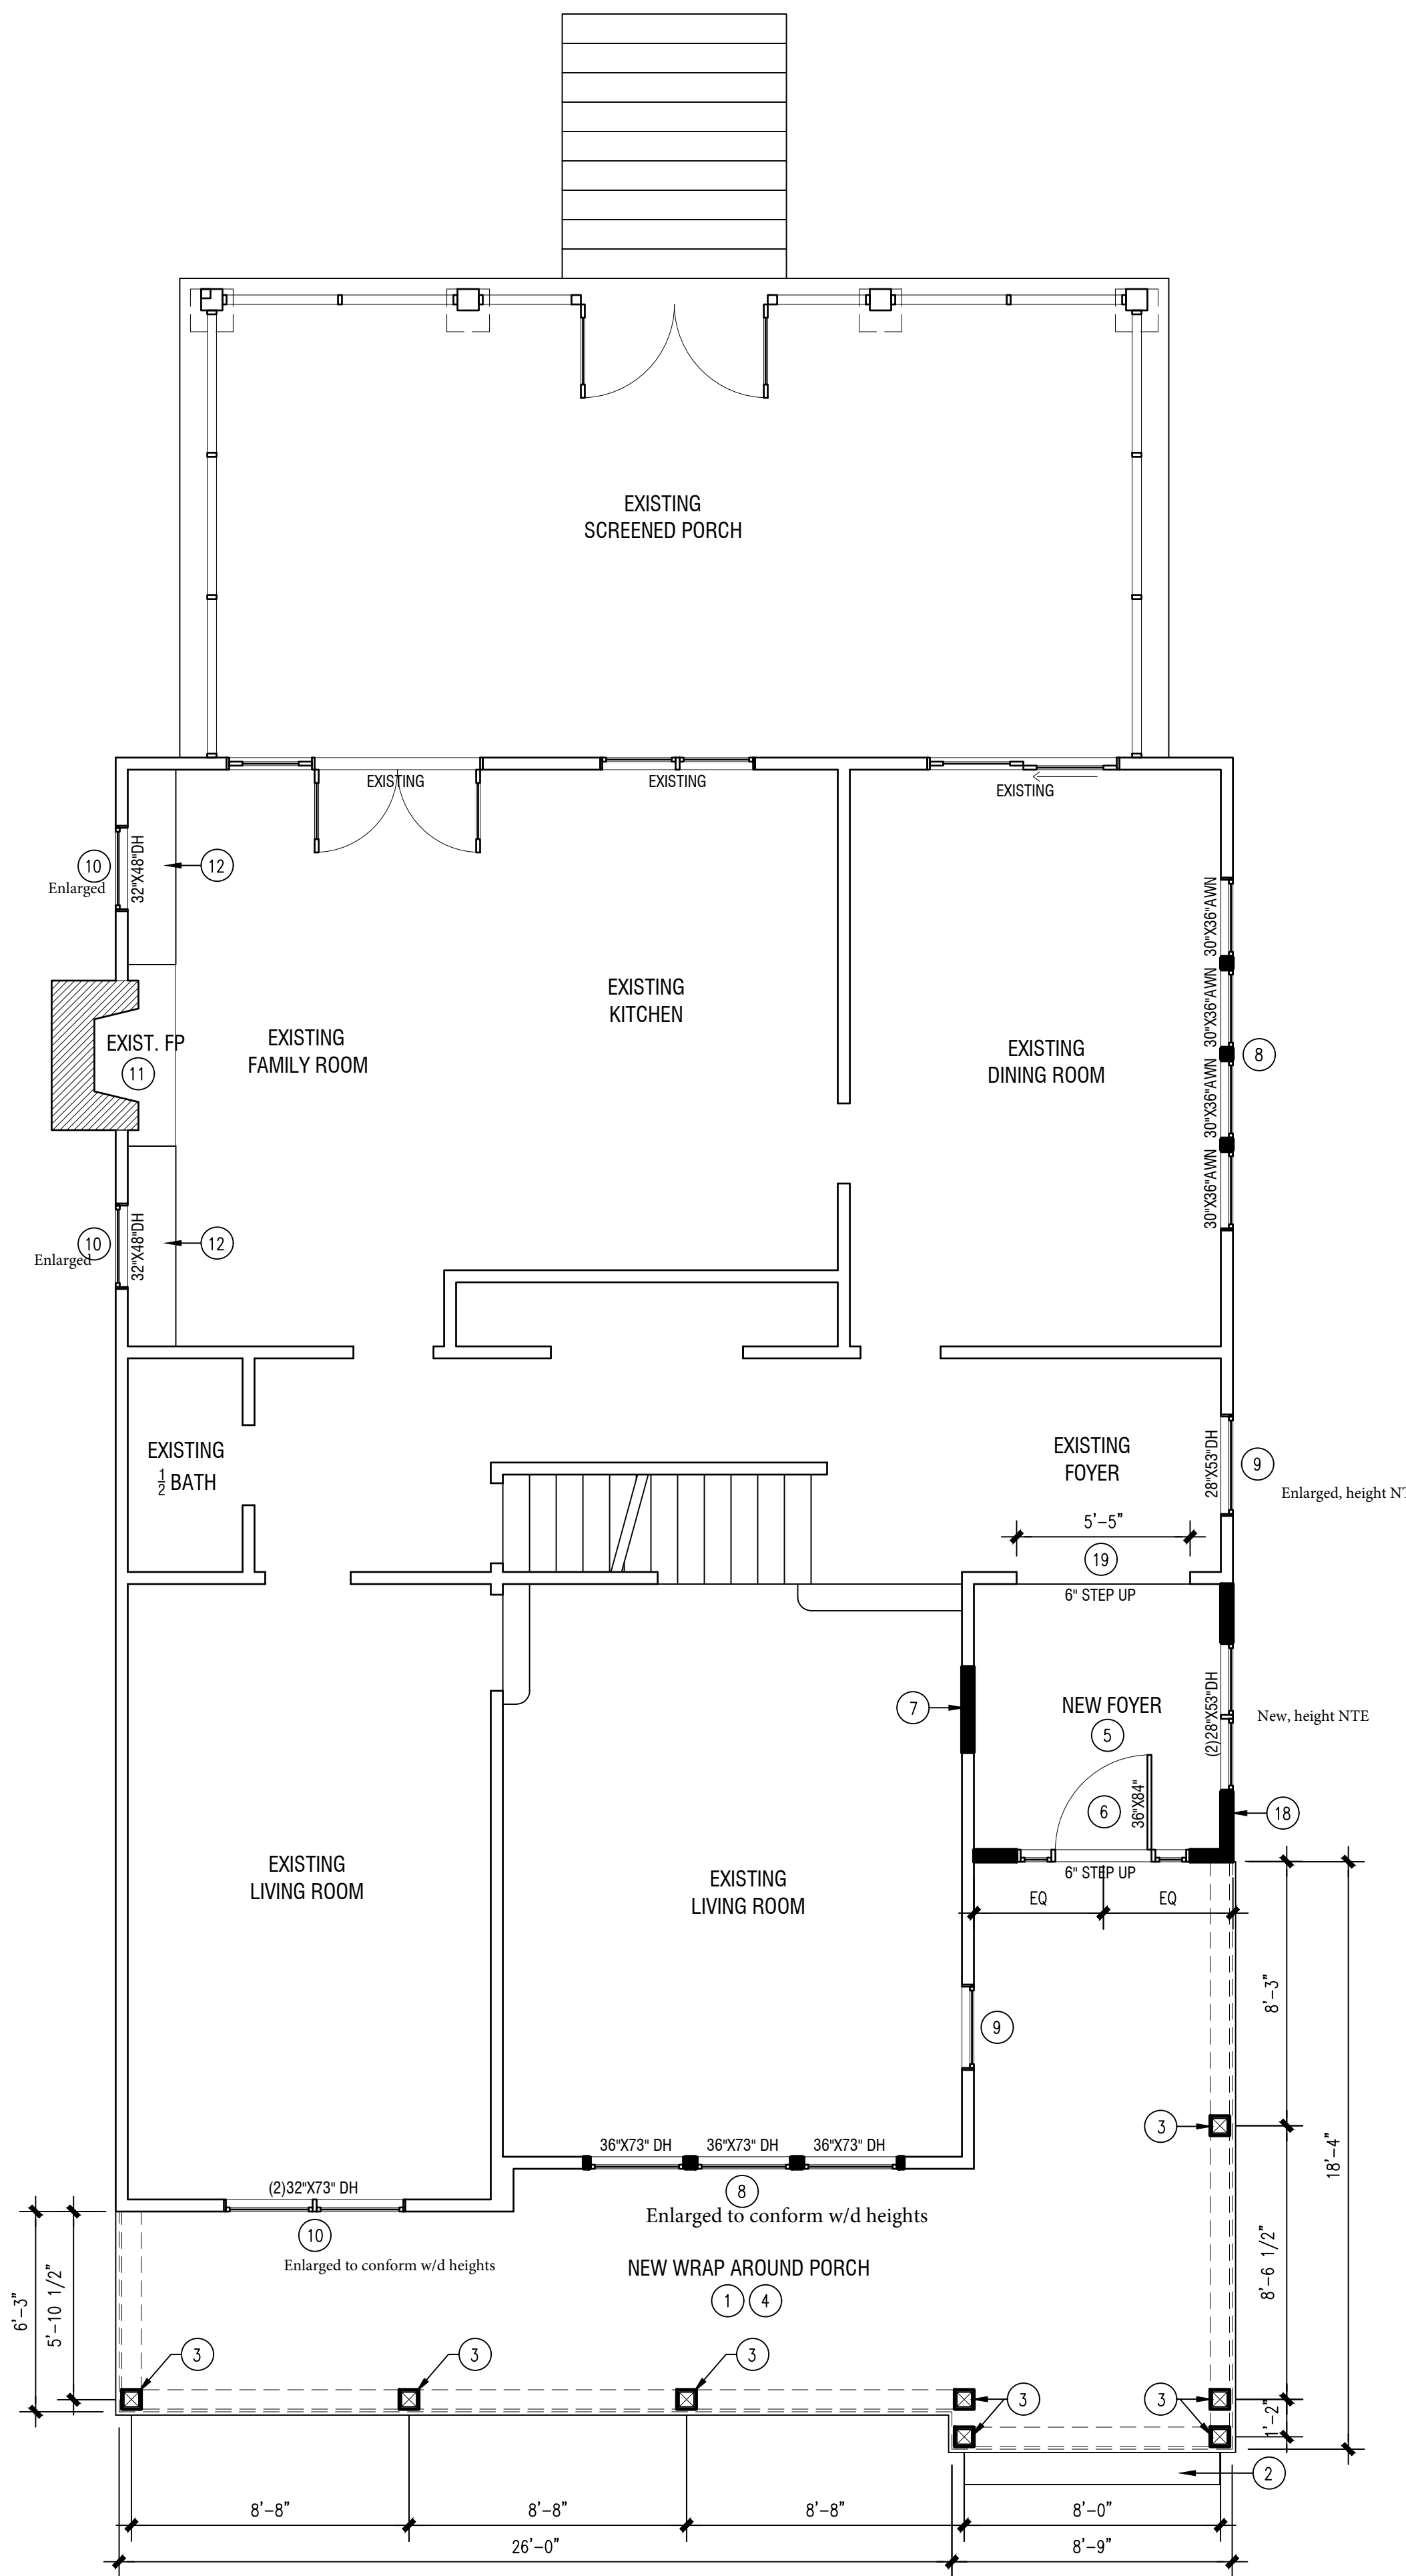 EXISTING
SCREENED PORCH
EXISTING
EXISTING
EXISTING
10
Enlarged
32"X48"DH
12
30"X36"AWN
30"X36"AWN
30"X36"AWN
30"X36"AWN
8
EXISTING
KITCHEN
EXIST. FP
11
EXISTING
FAMILY ROOM
EXISTING
DINING ROOM
10
Enlarged
32"X48"DH
12
EXISTING
1/2 BATH
EXISTING
FOYER
28"X53"DH
9
Enlarged, height
5'-5"
19
6" STEP UP
7
NEW FOYER
5
(2)28"X53"DH
New, height NTE
6
36"X84"
18
6" STEP UP
EQ
EQ
EXISTING
LIVING ROOM
EXISTING
LIVING ROOM
8'-3"
9
3
18'-4"
36"X73" DH
36"X73" DH
36"X73" DH
(2)32"X73" DH
8
Enlarged to conform w/d heights
10
Enlarged to conform w/d heights
NEW WRAP AROUND PORCH
1
4
6'-3"
5'-10 1/2"
8'-6 1/2"
3
3
3
3
3
1'-2"
2
8'-8"
8'-8"
8'-8"
8'-0"
26'-0"
8'-9"